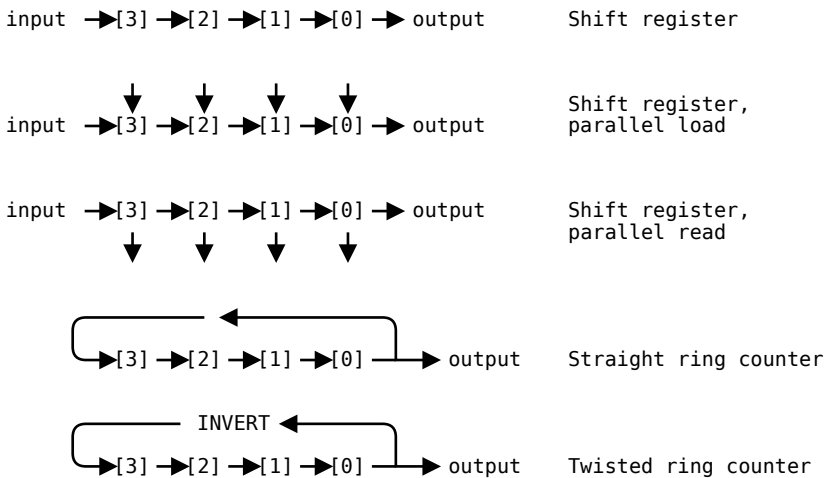 input [3] [2] [1] [0] output Shift register
Shift register,
input [3] [2] [1] [0] output parallel load
input [3] [2] [1] [0] output Shift register,
parallel read
[3] [2] [1] [0] output Straight ring counter
INVERT
[3] [2] [1] [0] output Twisted ring counter